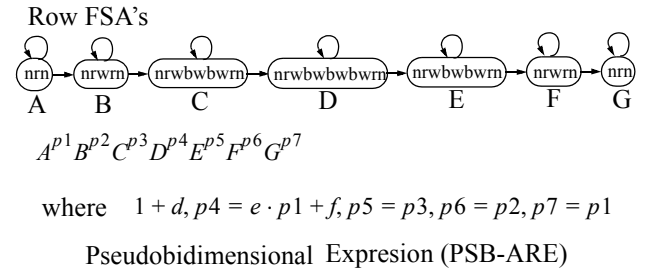 Row FSA's
nrn nrwrn nrwbwbwrn nrwbwbwbwrn nrwbbwrn nrwrn nrn
A B C D E F G
A^{p1}B^{p2}C^{p3}D^{p4}E^{p5}F^{p6}G^{p7}
where 1 + d, p4 = e · p1 + f, p5 = p3, p6 = p2, p7 = p1
Pseudobidimensional Expresion (PSB-ARE)